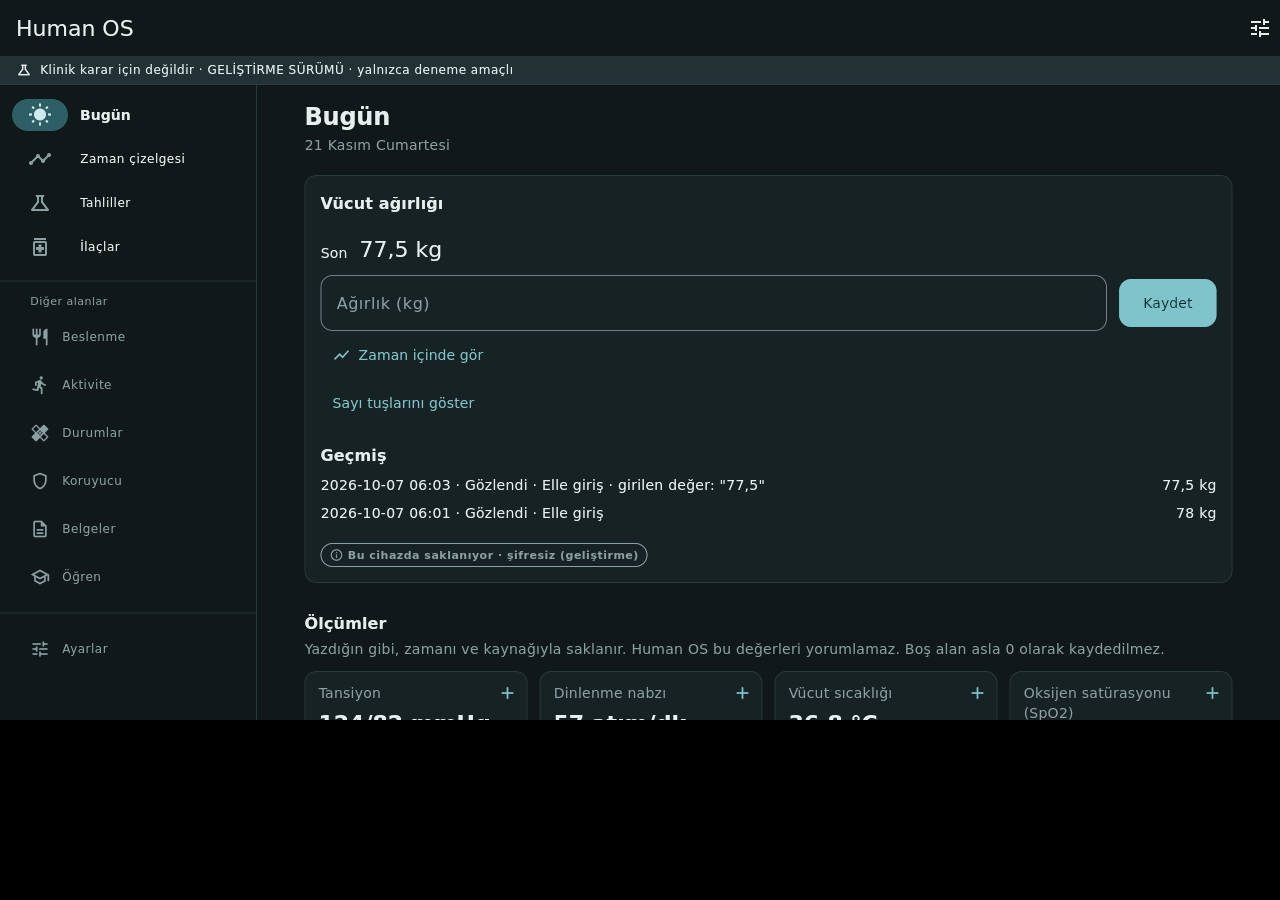 Human OS
Klinik karar için değildir · GELİŞTİRME SÜRÜMÜ · yalnızca deneme amaçlı
Bugün
Zaman çizelgesi
Tahliller
İlaçlar
Diğer alanlar
Beslenme
Aktivite
Durumlar
Koruyucu
Belgeler
Öğren
Ayarlar
Bugün
21 Kasım Cumartesi
Vücut ağırlığı
Son 77,5 kg
Ağırlık (kg)
Kaydet
Zaman içinde gör
Sayı tuşlarını göster
Geçmiş
2026-10-07 06:03 · Gözlendi · Elle giriş · girilen değer: "77,5" 77,5 kg
2026-10-07 06:01 · Gözlendi · Elle giriş 78 kg
Bu cihazda saklanıyor · şifresiz (geliştirme)
Ölçümler
Yazdığın gibi, zamanı ve kaynağıyla saklanır. Human OS bu değerleri yorumlamaz. Boş alan asla 0 olarak kaydedilmez.
Tansiyon
Dinlenme nabzı
Vücut sıcaklığı
Oksijen satürasyonu
(SpO2)